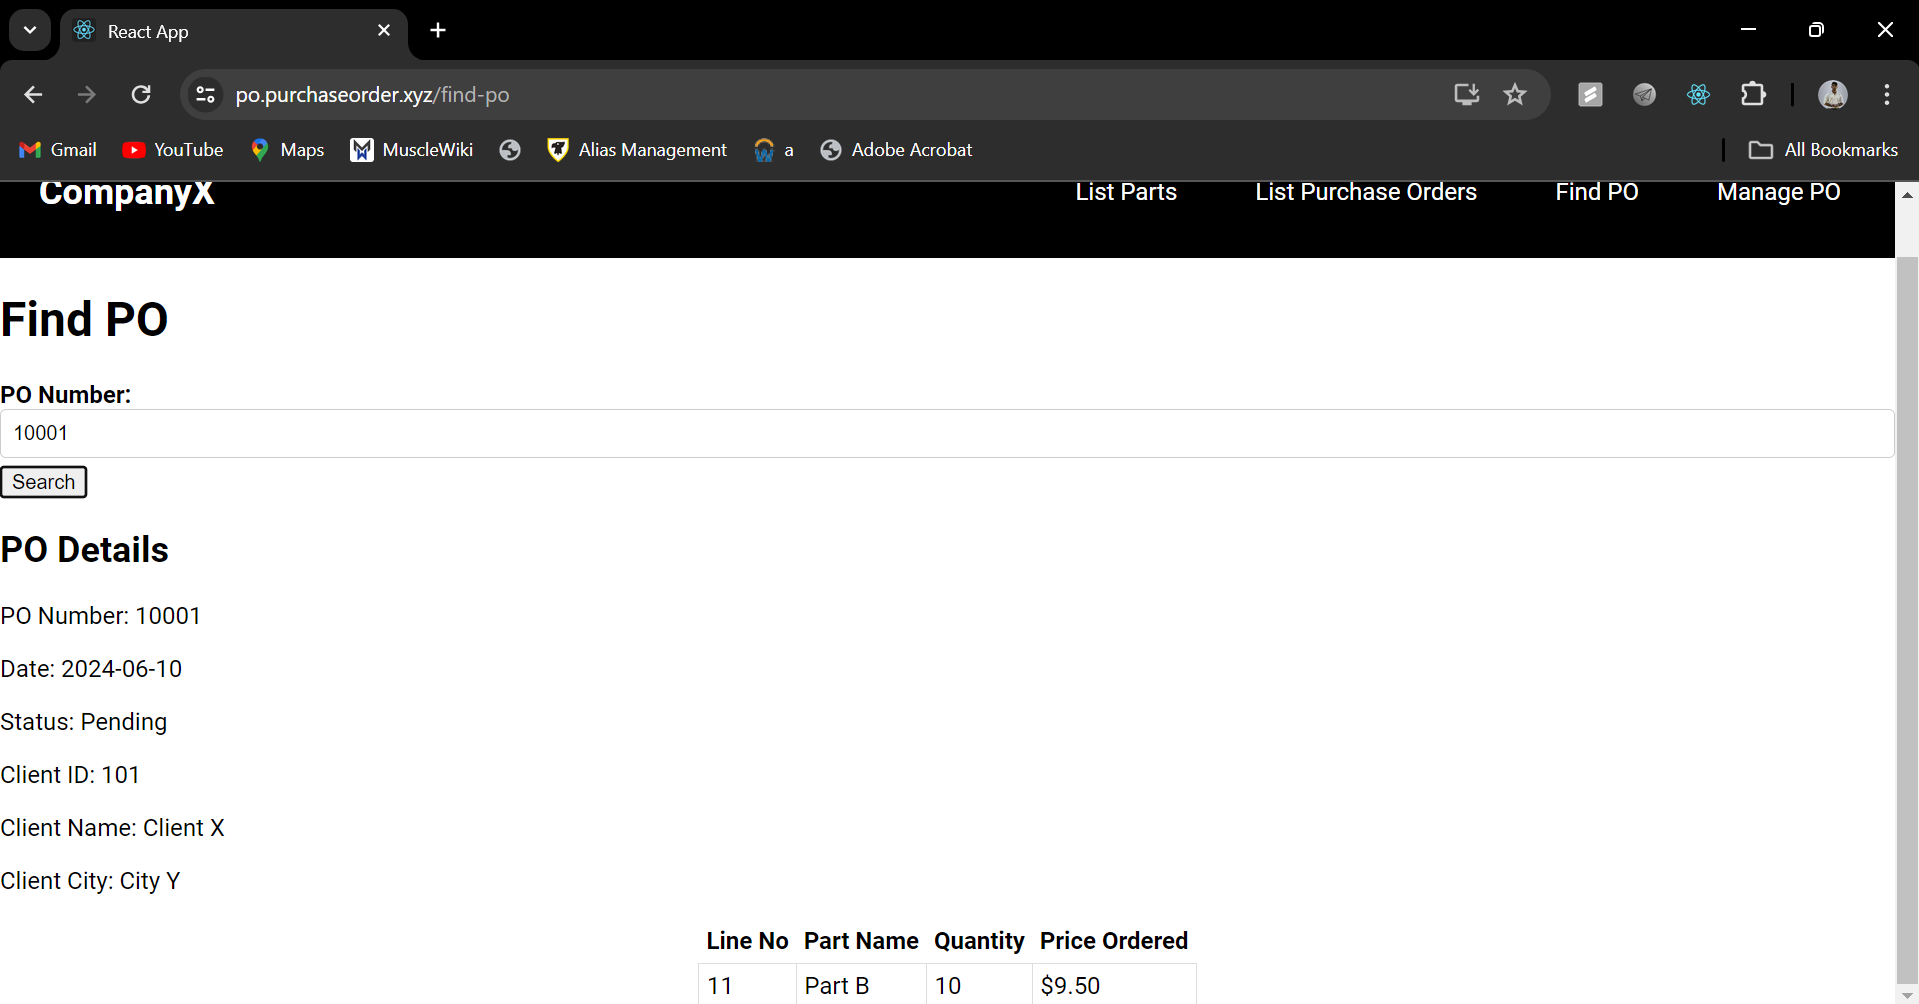 React App
po.purchaseorder.xyz/find-po
Gmail YouTube Maps MuscleWiki Alias Management a Adobe Acrobat All Bookmarks
CompanyX List Parts List Purchase Orders Find PO Manage PO
Find PO
PO Number:
10001
Search
PO Details
PO Number: 10001
Date: 2024-06-10
Status: Pending
Client ID: 101
Client Name: Client X
Client City: City Y
Line No Part Name Quantity Price Ordered
11 Part B 10 $9.50